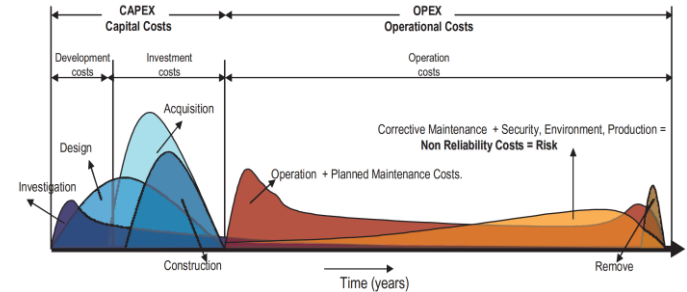 CAPEX
Capital Costs
OPEX
Operational Costs
Development
costs
Investment
costs
Operation
costs
Acquisition
Design
Investigation
Corrective Maintenance + Security, Environment, Production =
Non Reliability Costs = Risk
Operation + Planned Maintenance Costs.
Construction
Remove
Time (years)